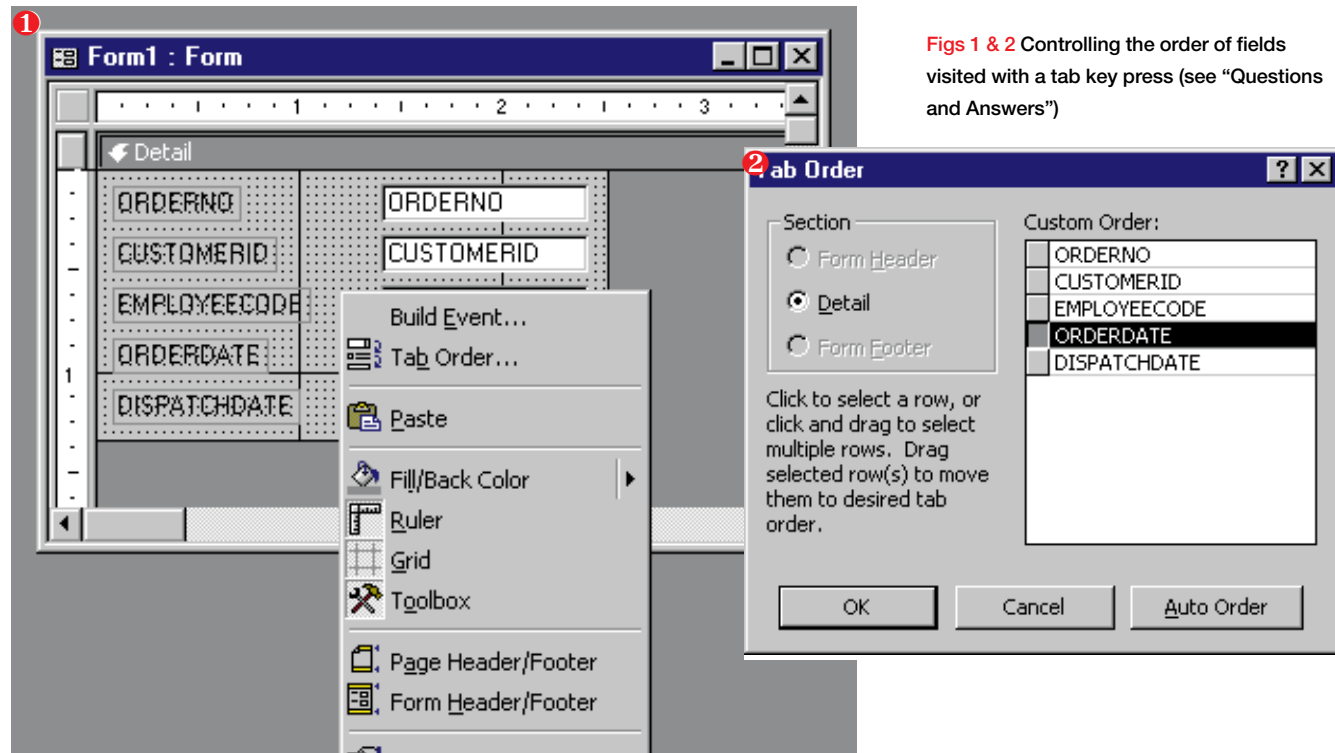 1
Form1 : Form
1 2 3
Detail
ORDERNO ORDERNO
CUSTOMERID CUSTOMERID
EMPLOYEECODE
ORDERDATE
1
DISPATCHDATE
Build Event...
Tab Order...
Paste
Fill/Back Color
Ruler
Grid
Toolbox
Page Header/Footer
Form Header/Footer
Figs 1 & 2 Controlling the order of fields
visited with a tab key press (see “Questions
and Answers”)
2
Tab Order
Section
Form Header
Detail
Form Footer
Click to select a row, or
click and drag to select
multiple rows. Drag
selected row(s) to move
them to desired tab
order.
Custom Order:
ORDERNO
CUSTOMERID
EMPLOYEECODE
ORDERDATE
DISPATCHDATE
OK Cancel Auto Order